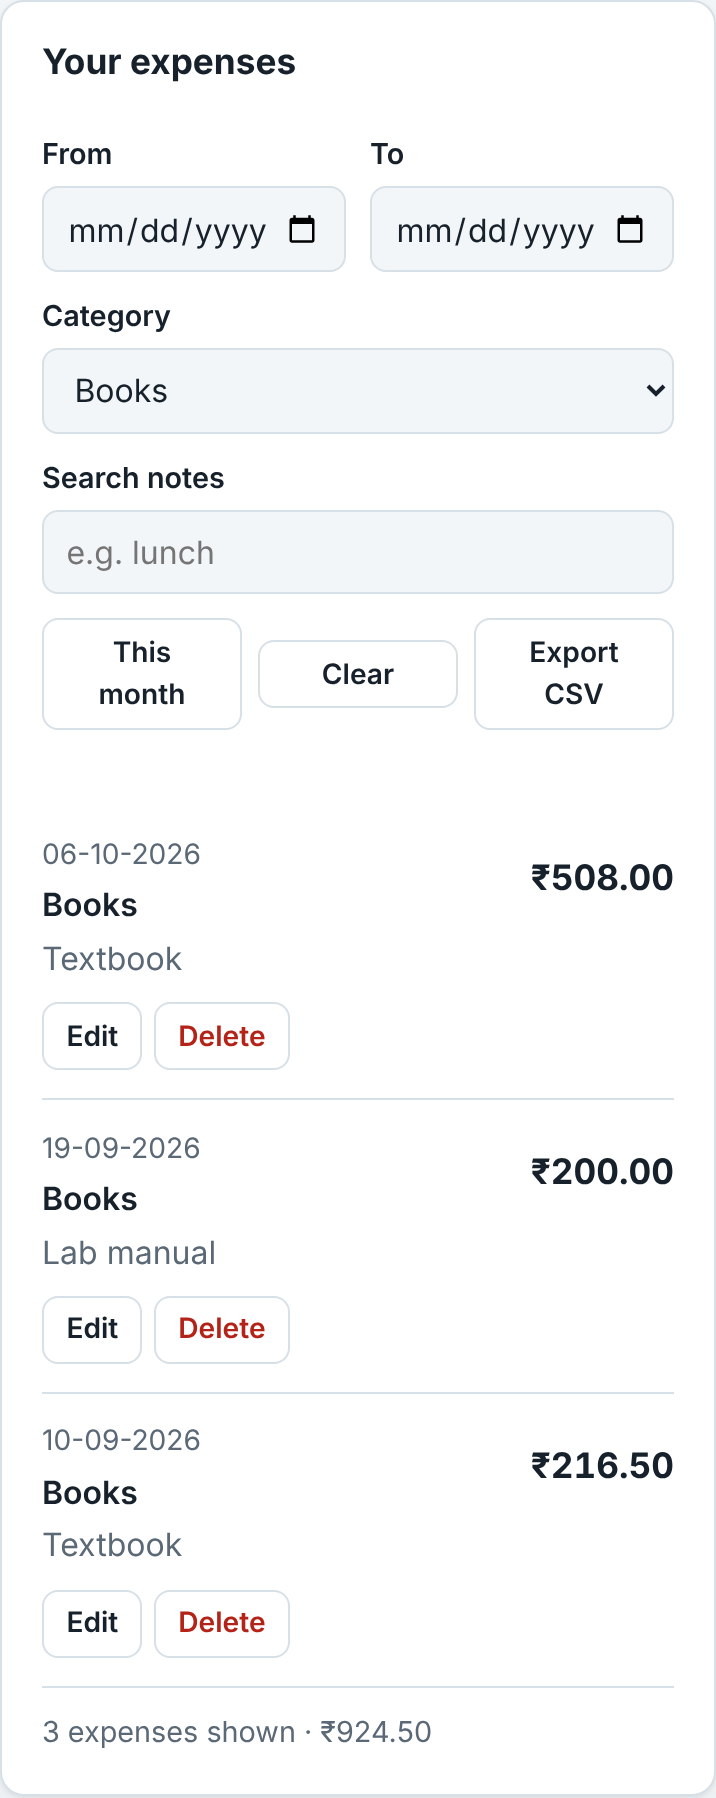 Your expenses
From To
mm/dd/yyyy mm/dd/yyyy
Category
Books
Search notes
e.g. lunch
This month
Clear
Export CSV
06-10-2026
₹508.00
Books
Textbook
Edit Delete
19-09-2026
₹200.00
Books
Lab manual
Edit Delete
10-09-2026
₹216.50
Books
Textbook
Edit Delete
3 expenses shown · ₹924.50